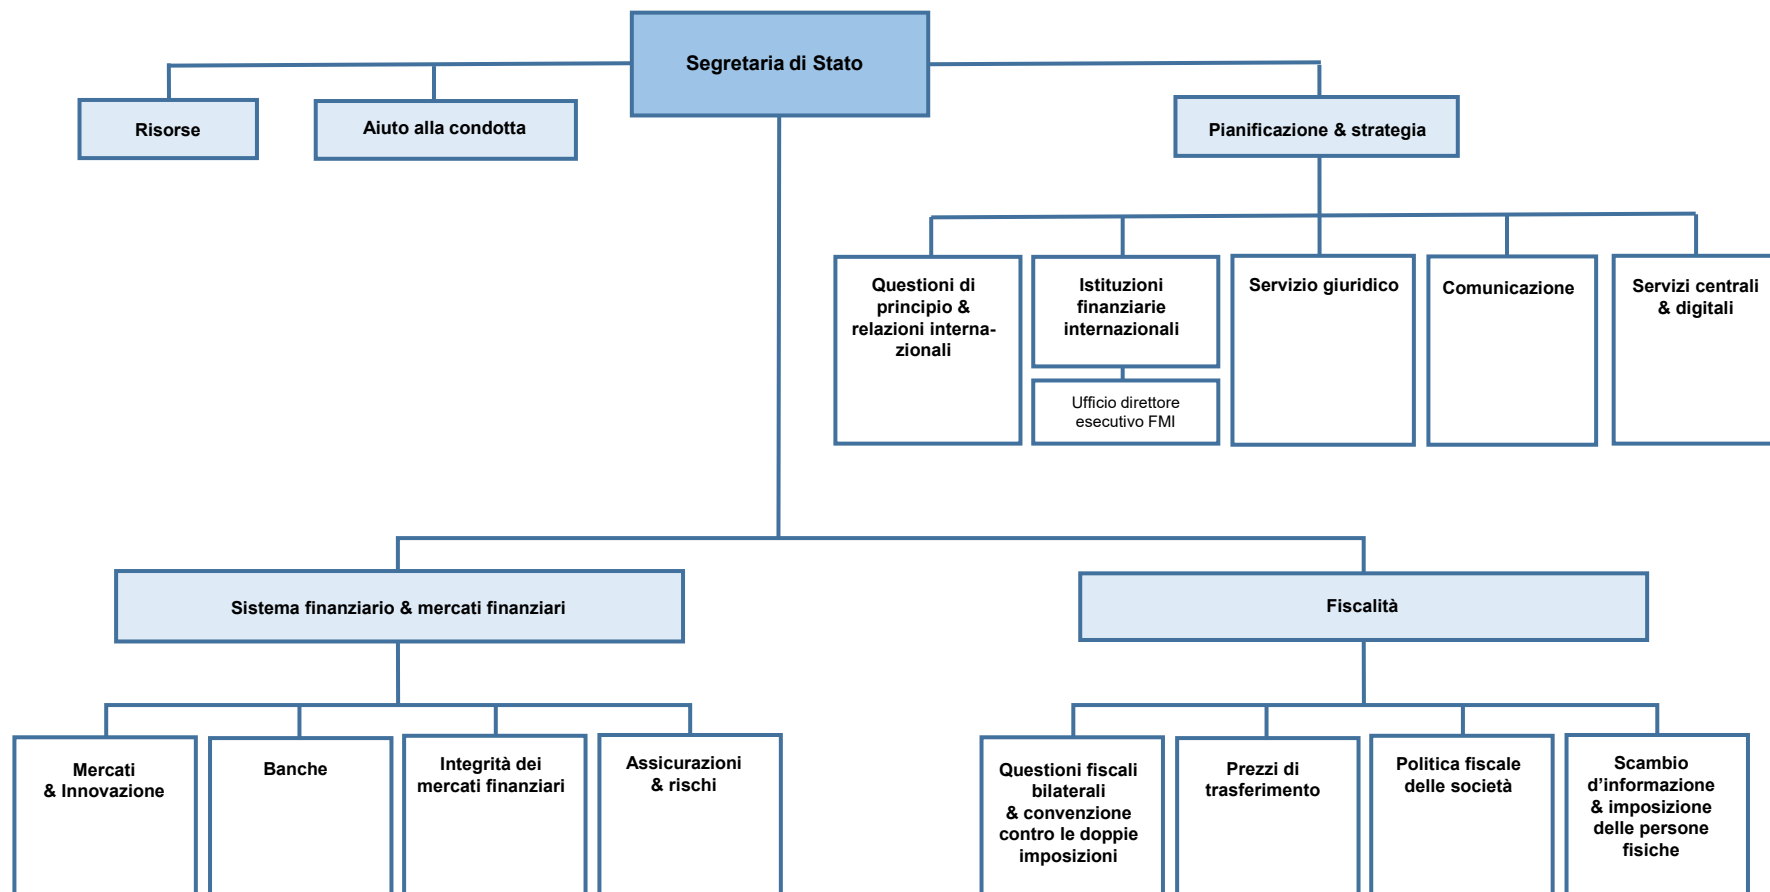 Segretaria di Stato
Risorse
Aiuto alla condotta
Pianificazione & strategia
Questioni di
principio &
relazioni interna-
zionali
Istituzioni
finanziarie
internazionali
Ufficio direttore
esecutivo FMI
Servizio giuridico
Comunicazione
Servizi centrali
& digitali
Sistema finanziario & mercati finanziari
Fiscalità
Mercati
& Innovazione
Banche
Integrità dei
mercati finanziari
Assicurazioni
& rischi
Questioni fiscali
bilaterali
& convenzione
contro le doppie
imposizioni
Prezzi di
trasferimento
Politica fiscale
delle società
Scambio
d’informazione
& imposizione
delle persone
fisiche